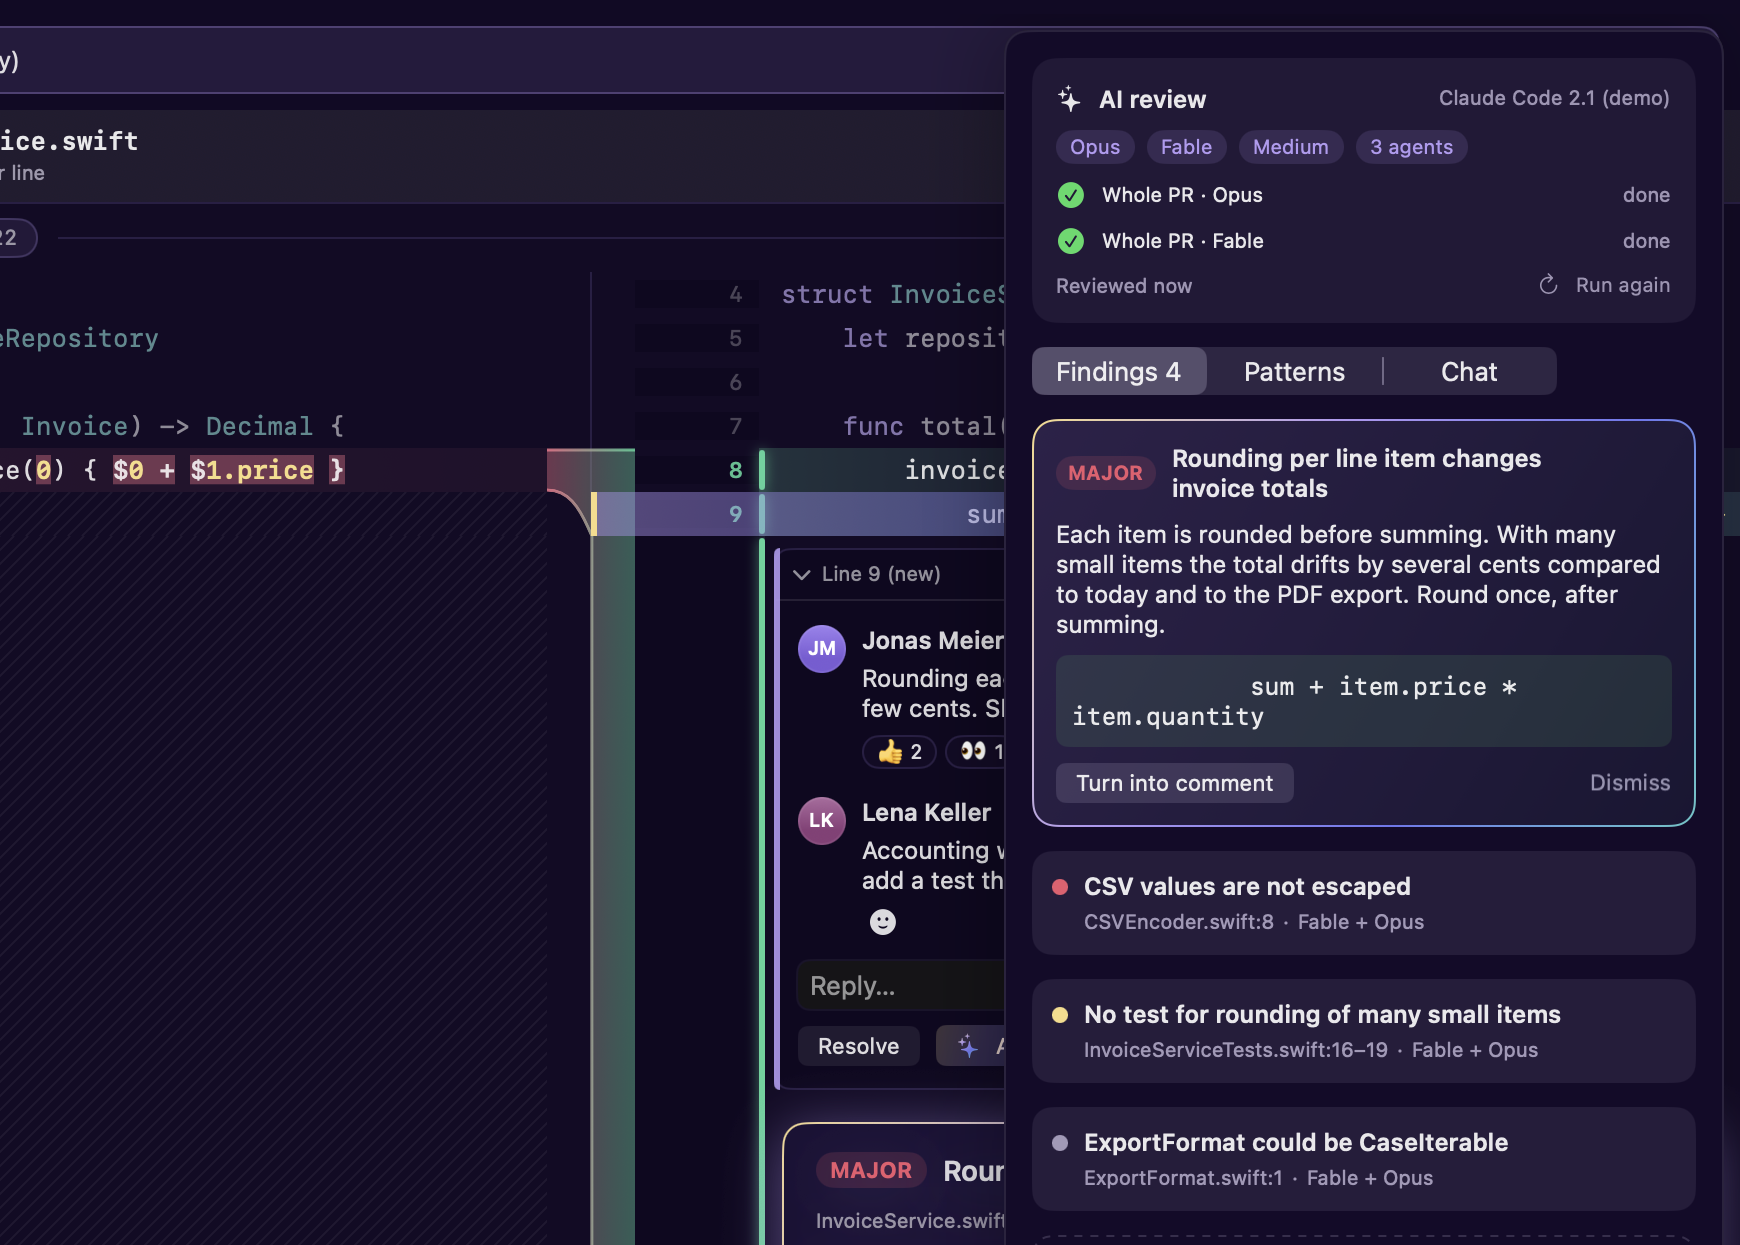 y)
ice.swift
r line
22
eRepository
Invoice) -> Decimal {
ce(0) { $0 + $1.price }
4 struct InvoiceS
5 let reposit
6
7 func total(
8 invoice
9 sum
Line 9 (new)
JM Jonas Meier
Rounding ea
few cents. Sl
👍 2 👀 1
LK Lena Keller
Accounting w
add a test th
Reply...
Resolve A
MAJOR Roun
InvoiceService.swift
AI review Claude Code 2.1 (demo)
Opus Fable Medium 3 agents
Whole PR · Opus done
Whole PR · Fable done
Reviewed now Run again
Findings 4 Patterns Chat
MAJOR Rounding per line item changes
invoice totals
Each item is rounded before summing. With many
small items the total drifts by several cents compared
to today and to the PDF export. Round once, after
summing.
sum + item.price *
item.quantity
Turn into comment Dismiss
CSV values are not escaped
CSVEncoder.swift:8 · Fable + Opus
No test for rounding of many small items
InvoiceServiceTests.swift:16–19 · Fable + Opus
ExportFormat could be CaseIterable
ExportFormat.swift:1 · Fable + Opus